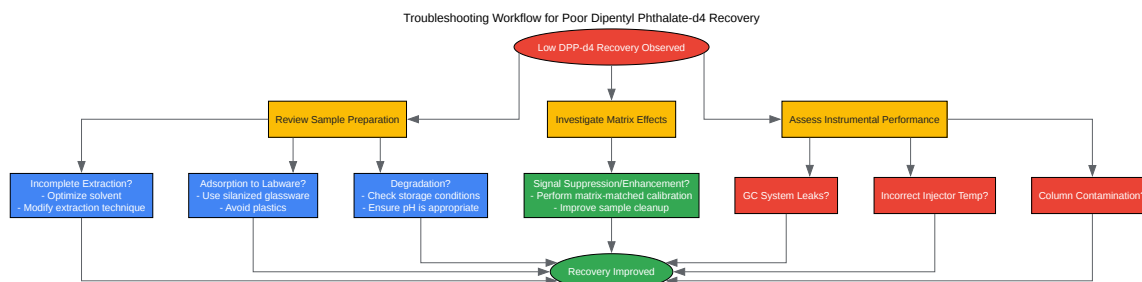 Troubleshooting Workflow for Poor Dipentyl Phthalate-d4 Recovery
Low DPP-d4 Recovery Observed
Review Sample Preparation
Investigate Matrix Effects
Assess Instrumental Performance
Incomplete Extraction?
- Optimize solvent
- Modify extraction technique
Adsorption to Labware?
- Use silanized glassware
- Avoid plastics
Degradation?
- Check storage conditions
- Ensure pH is appropriate
Signal Suppression/Enhancement?
- Perform matrix-matched calibration
- Improve sample cleanup
GC System Leaks?
Incorrect Injector Temp?
Column Contamination?
Recovery Improved